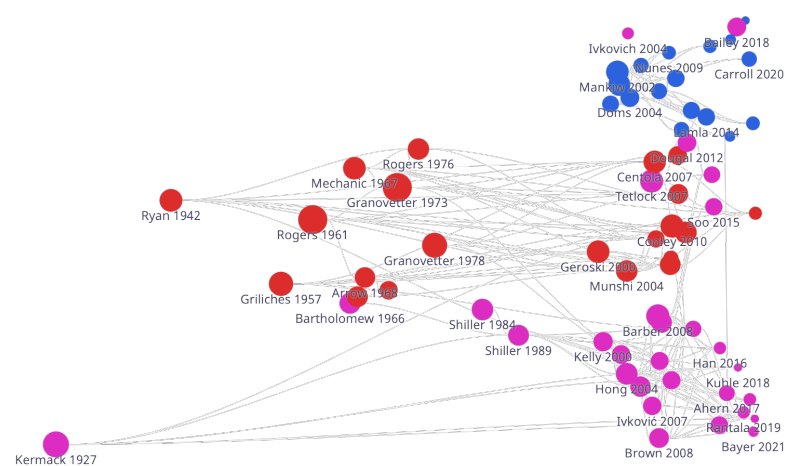 Ivkovich 2004
Bailey 2018
Nunes 2009
Carroll 2020
Mankiw 2002
Doms 2004
Lamla 2014
Rogers 1976
Dougal 2012
Mechanic 1967
Centola 2007
Granovetter 1973
Tetlock 2007
Ryan 1942
Soo 2015
Rogers 1961
Conley 2010
Granovetter 1978
Geroski 2000
Munshi 2004
Griliches 1957
Arrow 1968
Bartholomew 1966
Shiller 1984
Barber 2008
Shiller 1989
Kelly 2000
Han 2016
Kuhle 2018
Hong 2004
Ahern 2017
Ivković 2007
Rantala 2019
Bayer 2021
Brown 2008
Kermack 1927